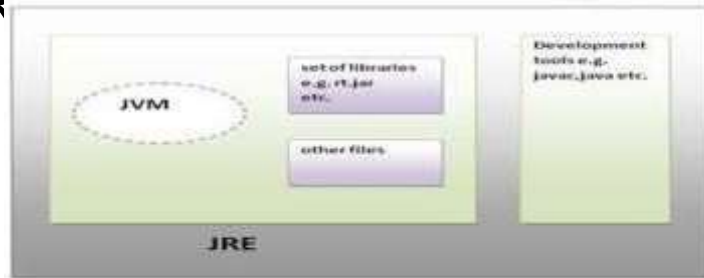 JVM
set of libraries
e.g. rt.jar
etc.
other files
JRE
Development
tools e.g.
javac,java etc.